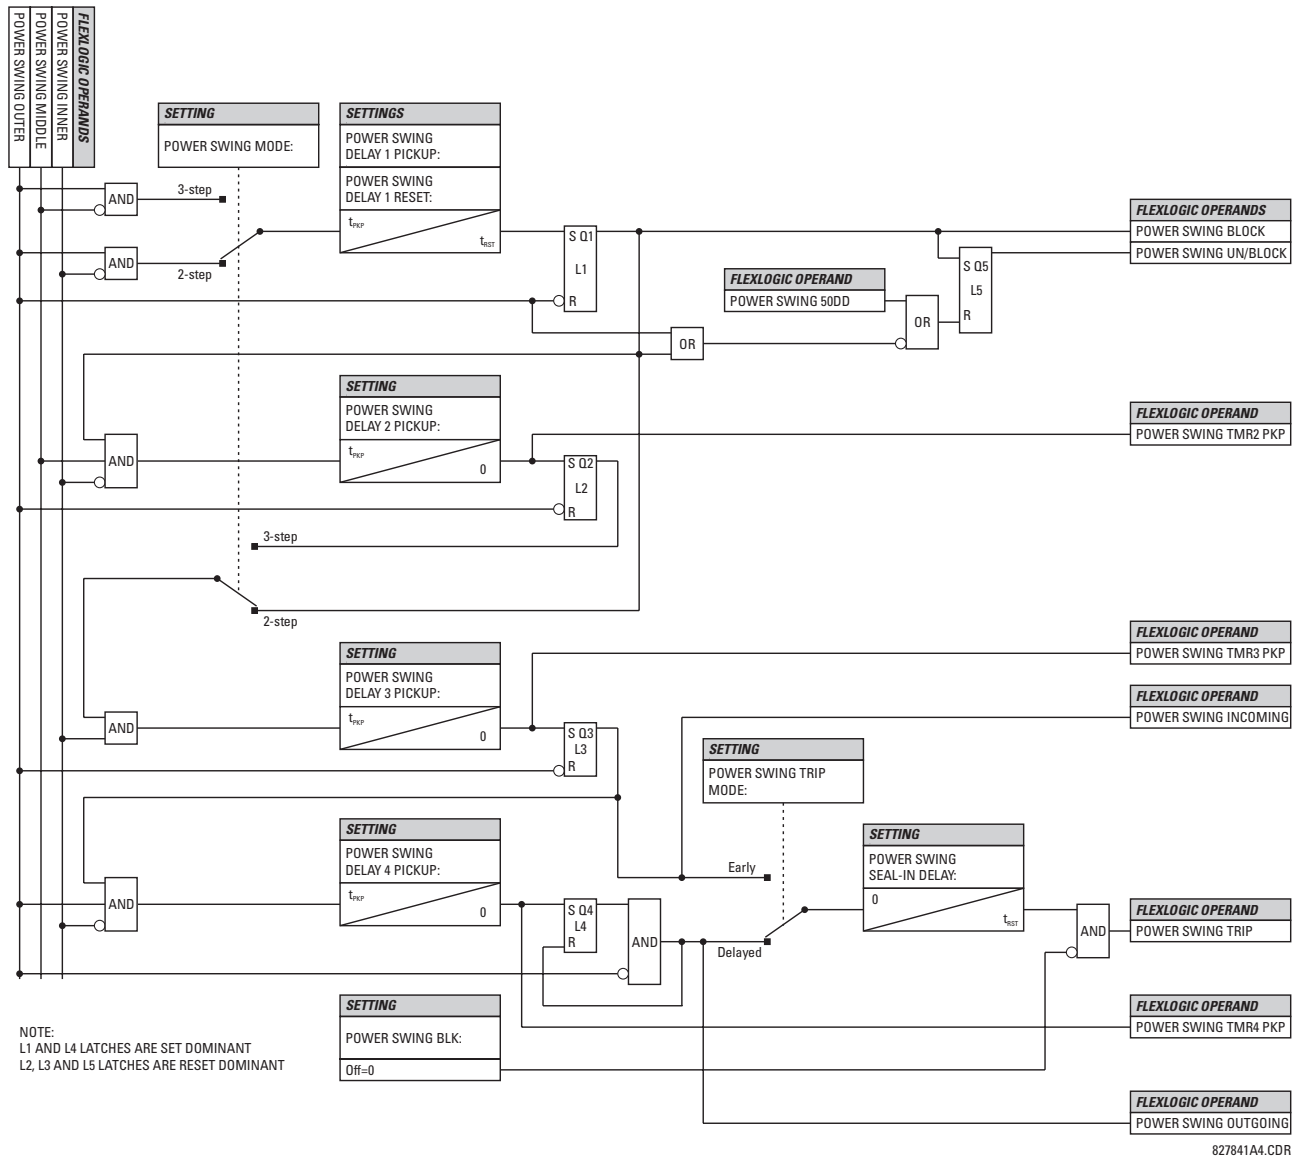 FLEXLOGIC OPERANDS
POWER SWING INNER
POWER SWING MIDDLE
POWER SWING OUTER
SETTING
POWER SWING MODE:
SETTINGS
POWER SWING
DELAY 1 PICKUP:
POWER SWING
DELAY 1 RESET:
tPKP
tRST
AND
3-step
AND
2-step
S Q1
L1
R
FLEXLOGIC OPERANDS
POWER SWING BLOCK
POWER SWING UN/BLOCK
FLEXLOGIC OPERAND
POWER SWING 50DD
OR
OR
S Q5
L5
R
SETTING
POWER SWING
DELAY 2 PICKUP:
tPKP
0
AND
S Q2
L2
R
FLEXLOGIC OPERAND
POWER SWING TMR2 PKP
3-step
2-step
SETTING
POWER SWING
DELAY 3 PICKUP:
tPKP
0
AND
S Q3
L3
R
FLEXLOGIC OPERAND
POWER SWING TMR3 PKP
FLEXLOGIC OPERAND
POWER SWING INCOMING
SETTING
POWER SWING TRIP
MODE:
Early
Delayed
SETTING
POWER SWING
DELAY 4 PICKUP:
tPKP
0
AND
S Q4
L4
R
AND
SETTING
POWER SWING
SEAL-IN DELAY:
0
tRST
AND
FLEXLOGIC OPERAND
POWER SWING TRIP
SETTING
POWER SWING BLK:
Off=0
FLEXLOGIC OPERAND
POWER SWING TMR4 PKP
FLEXLOGIC OPERAND
POWER SWING OUTGOING
NOTE:
L1 AND L4 LATCHES ARE SET DOMINANT
L2, L3 AND L5 LATCHES ARE RESET DOMINANT
827841A4.CDR